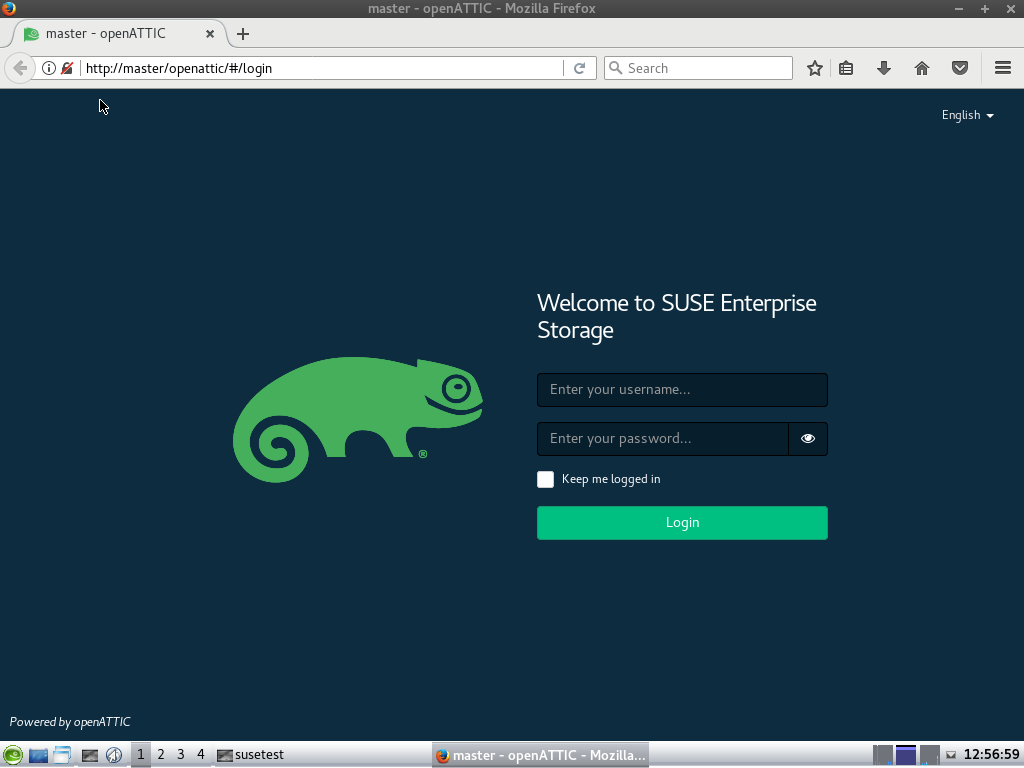 master - openATTIC - Mozilla Firefox
master - openATTIC
http://master/openattic/#/login
Search
English
Welcome to SUSE Enterprise
Storage
Enter your username...
Enter your password...
Keep me logged in
Login
®
Powered by openATTIC
1 2 3 4 susetest master - openATTIC - Mozilla... 12:56:59